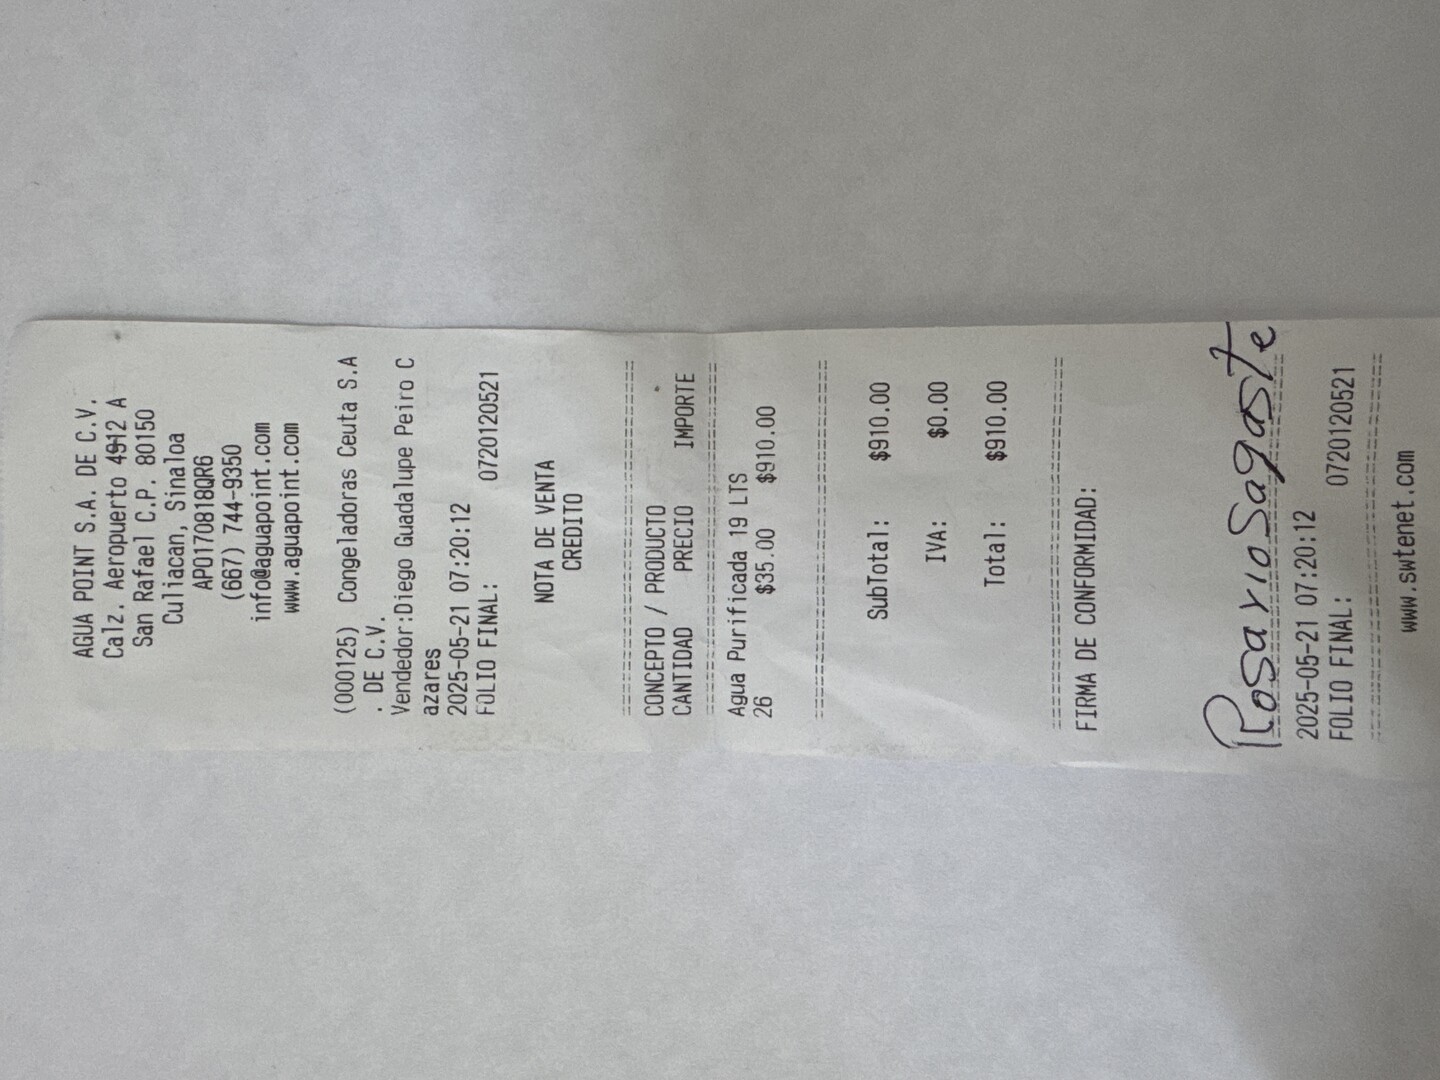 AGUA POINT S.A. DE C.V.
Calz. Aeropuerto 4912 A
San Rafael C.P. 80150
Culiacan, Sinaloa
APO170818QR6
(667) 744-9350
info@aguapoint.com
www.aguapoint.com
(000125) Congeladoras Ceuta S.A
. DE C.V.
Vendedor:Diego Guadalupe Peiro C
azares
2025-05-21 07:20:12
FOLIO FINAL: 0720120521
NOTA DE VENTA
CREDITO
================================
CONCEPTO / PRODUCTO
CANTIDAD PRECIO IMPORTE
================================
Agua Purificada 19 LTS
26 $35.00 $910.00
================================
SubTotal: $910.00
IVA: $0.00
Total: $910.00
================================
FIRMA DE CONFORMIDAD:
Rosario Sagaste
================================
2025-05-21 07:20:12
FOLIO FINAL: 0720120521
================================
www.swtenet.com